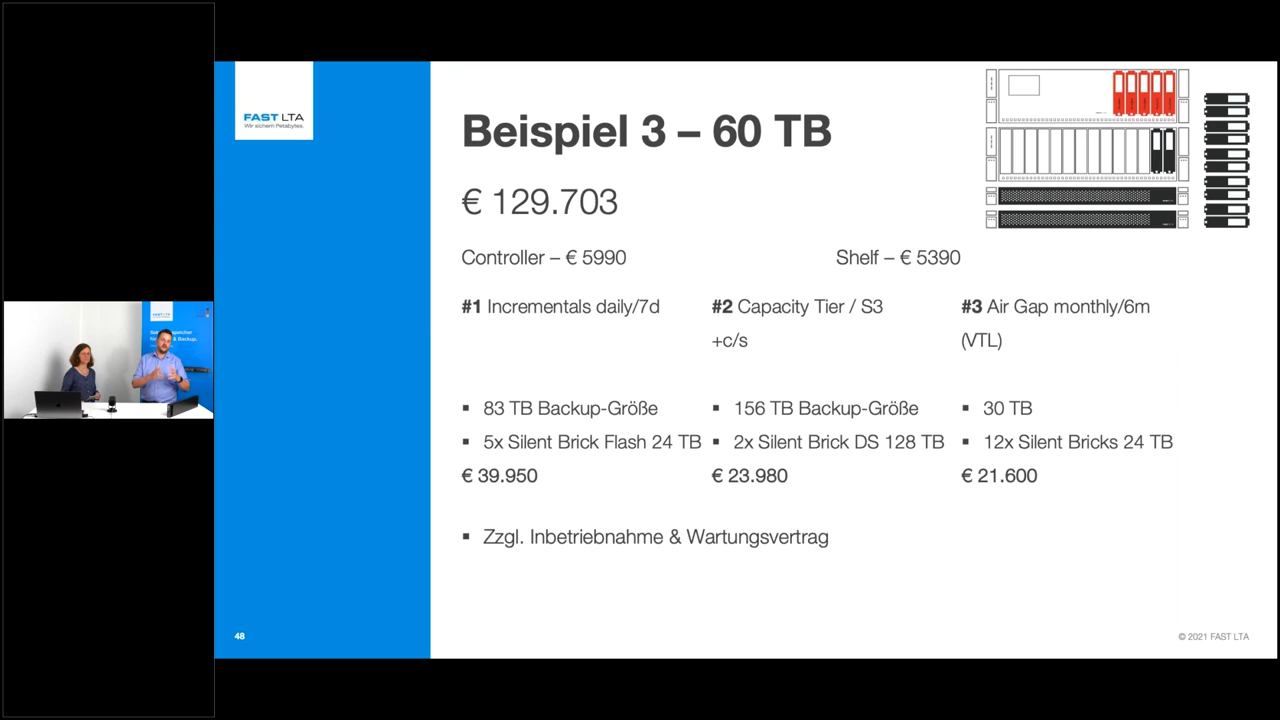 FAST LTA
Wir sichern Petabytes.
Beispiel 3 – 60 TB
€ 129.703
Controller – € 5990
Shelf – € 5390
#1 Incrementals daily/7d
#2 Capacity Tier / S3
+c/s
#3 Air Gap monthly/6m
(VTL)
▪ 83 TB Backup-Größe
▪ 5x Silent Brick Flash 24 TB
€ 39.950
▪ 156 TB Backup-Größe
▪ 2x Silent Brick DS 128 TB
€ 23.980
▪ 30 TB
▪ 12x Silent Bricks 24 TB
€ 21.600
▪ Zzgl. Inbetriebnahme & Wartungsvertrag
48
© 2021 FAST LTA